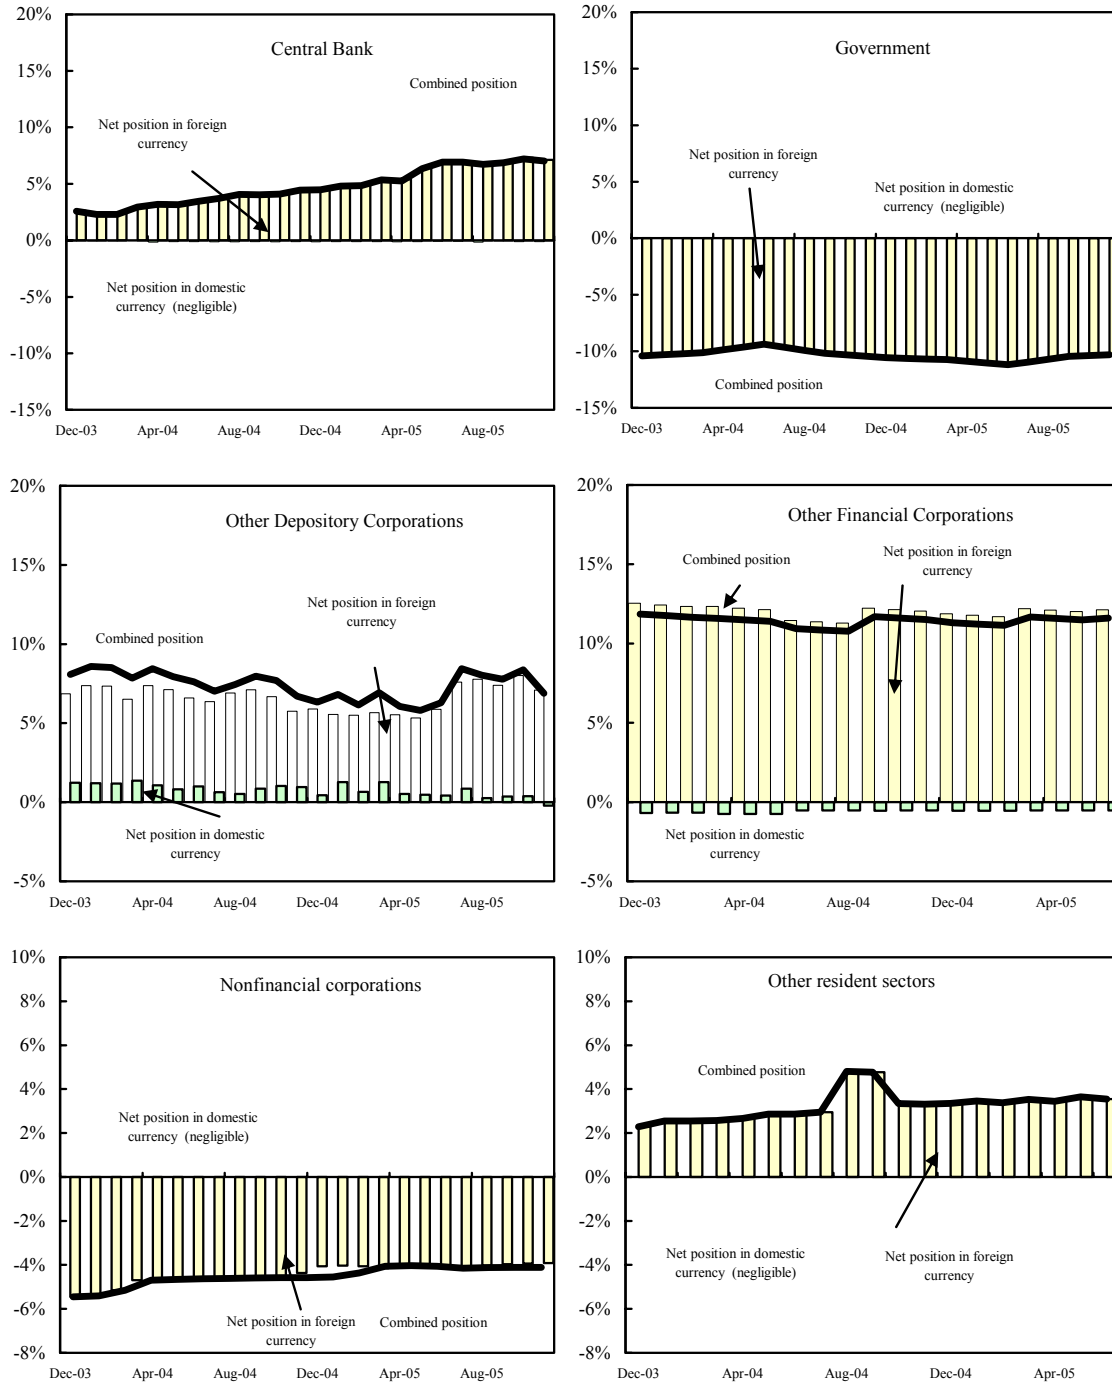 Central Bank
20%
15%
10%
5%
0%
-5%
-10%
-15%
Combined position
Net position in foreign
currency
Net position in domestic
currency (negligible)
Dec-03 Apr-04 Aug-04 Dec-04 Apr-05 Aug-05
Government
20%
15%
10%
5%
0%
-5%
-10%
-15%
Net position in foreign
currency
Net position in domestic
currency (negligible)
Combined position
Dec-03 Apr-04 Aug-04 Dec-04 Apr-05 Aug-05
Other Depository Corporations
20%
15%
10%
5%
0%
-5%
Net position in foreign
currency
Combined position
Net position in domestic
currency
Dec-03 Apr-04 Aug-04 Dec-04 Apr-05 Aug-05
Other Financial Corporations
20%
15%
10%
5%
0%
-5%
Combined position
Net position in foreign
currency
Net position in domestic
currency
Dec-03 Apr-04 Aug-04 Dec-04 Apr-05
Nonfinancial corporations
10%
8%
6%
4%
2%
0%
-2%
-4%
-6%
-8%
Net position in domestic
currency (negligible)
Net position in foreign
currency
Combined position
Dec-03 Apr-04 Aug-04 Dec-04 Apr-05 Aug-05
Other resident sectors
10%
8%
6%
4%
2%
0%
-2%
-4%
-6%
-8%
Combined position
Net position in domestic
currency (negligible)
Net position in foreign
currency
Dec-03 Apr-04 Aug-04 Dec-04 Apr-05